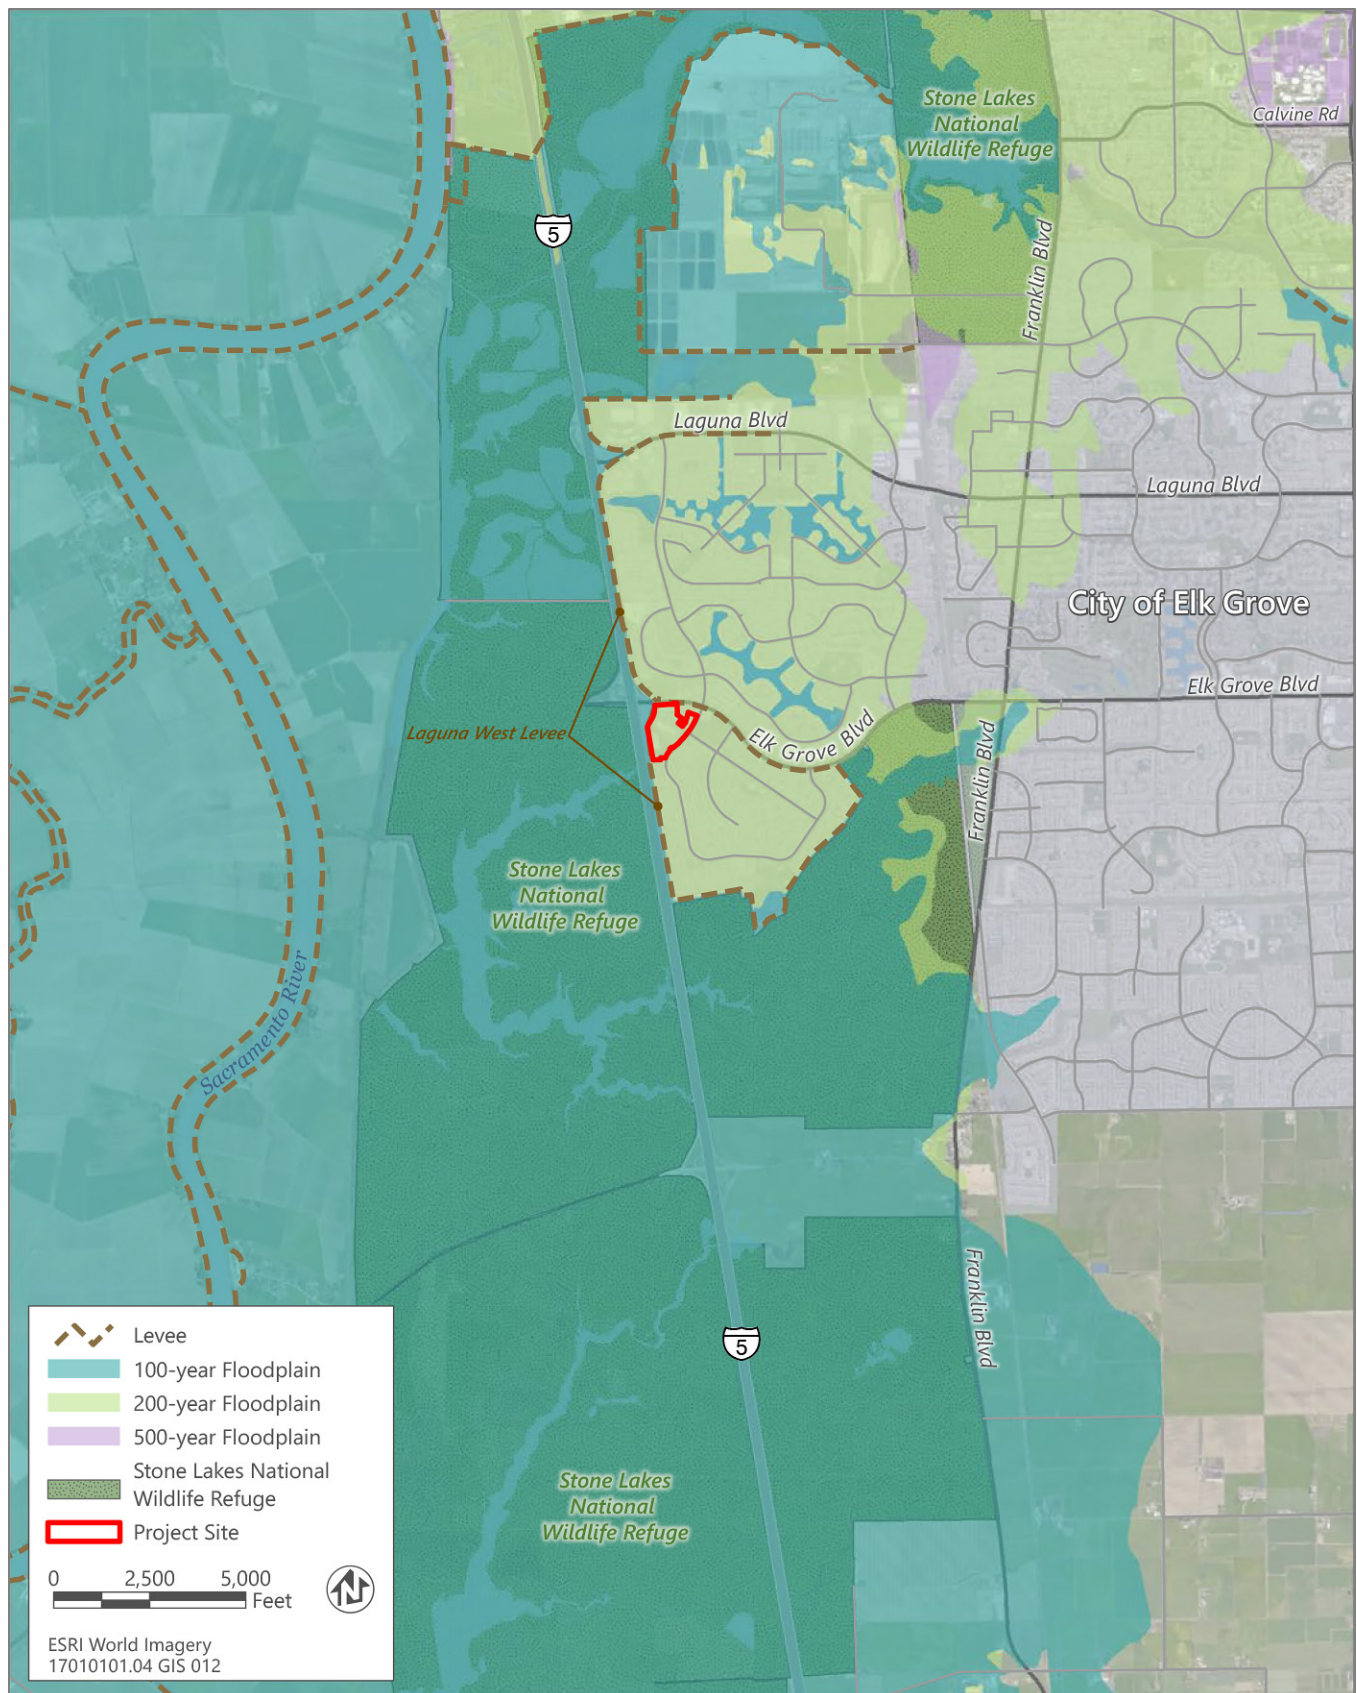 Stone Lakes
National
Wildlife Refuge
Calvine Rd
5
Franklin Blvd
Laguna Blvd
Laguna Blvd
City of Elk Grove
Elk Grove Blvd
Laguna West Levee
Elk Grove Blvd
Franklin Blvd
Stone Lakes
National
Wildlife Refuge
Sacramento River
Franklin Blvd
5
Stone Lakes
National
Wildlife Refuge
Levee
100-year Floodplain
200-year Floodplain
500-year Floodplain
Stone Lakes National
Wildlife Refuge
Project Site
0 2,500 5,000
Feet
N
ESRI World Imagery
17010101.04 GIS 012